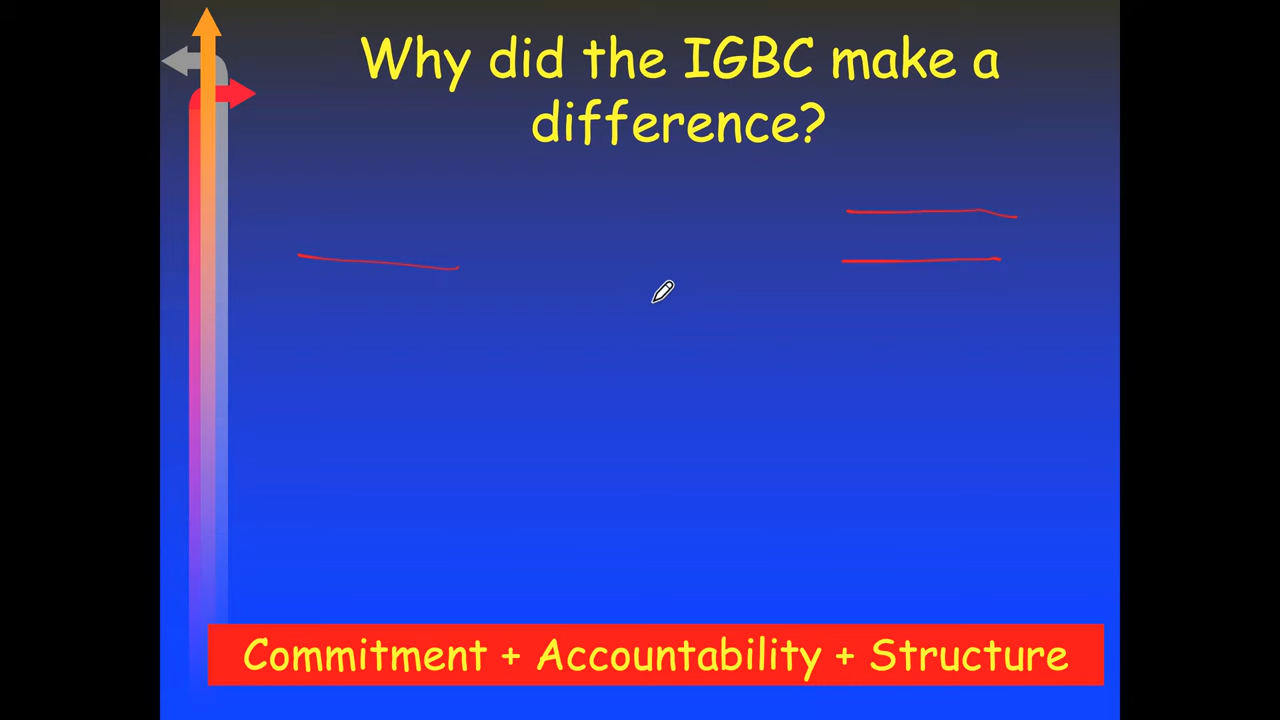 Why did the IGBC make a
difference?
Commitment + Accountability + Structure